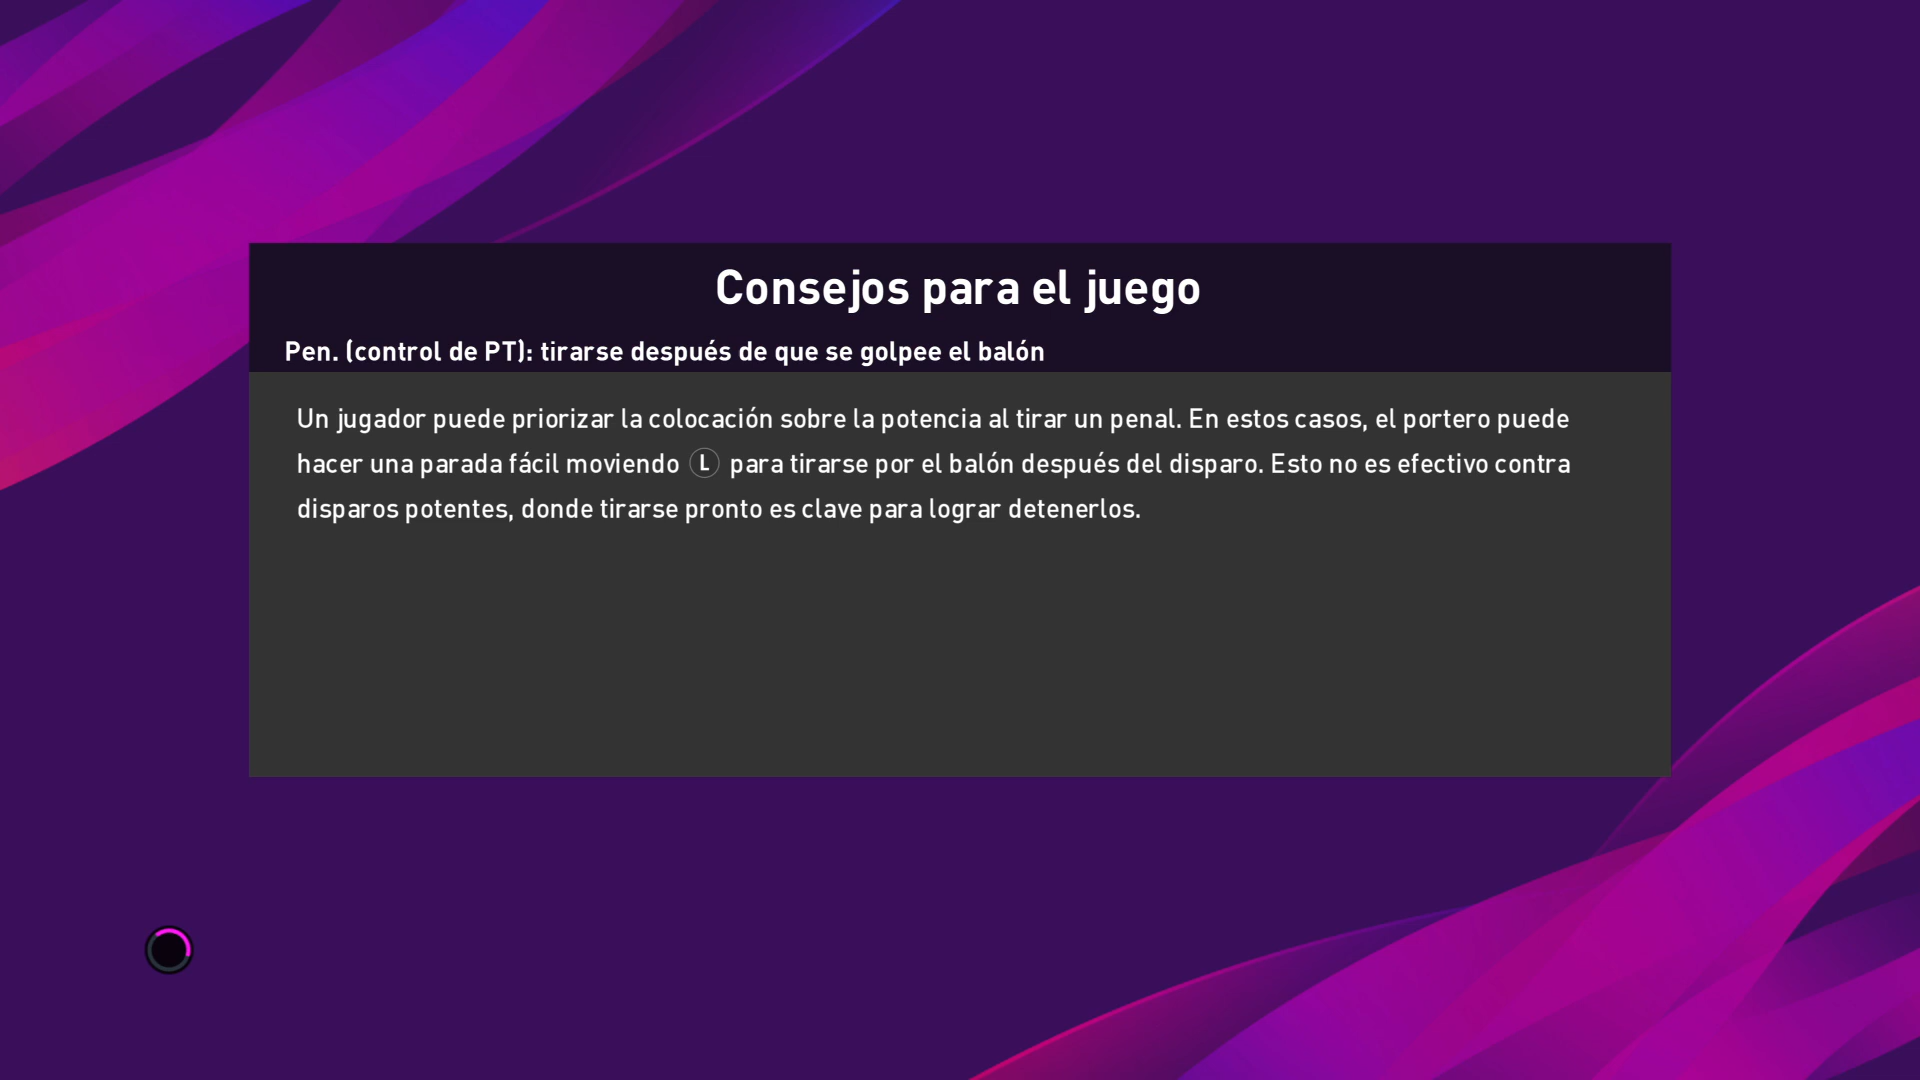 Consejos para el juego
Pen. (control de PT): tirarse después de que se golpee el balón
Un jugador puede priorizar la colocación sobre la potencia al tirar un penal. En estos casos, el portero puede
hacer una parada fácil moviendo L para tirarse por el balón después del disparo. Esto no es efectivo contra
disparos potentes, donde tirarse pronto es clave para lograr detenerlos.